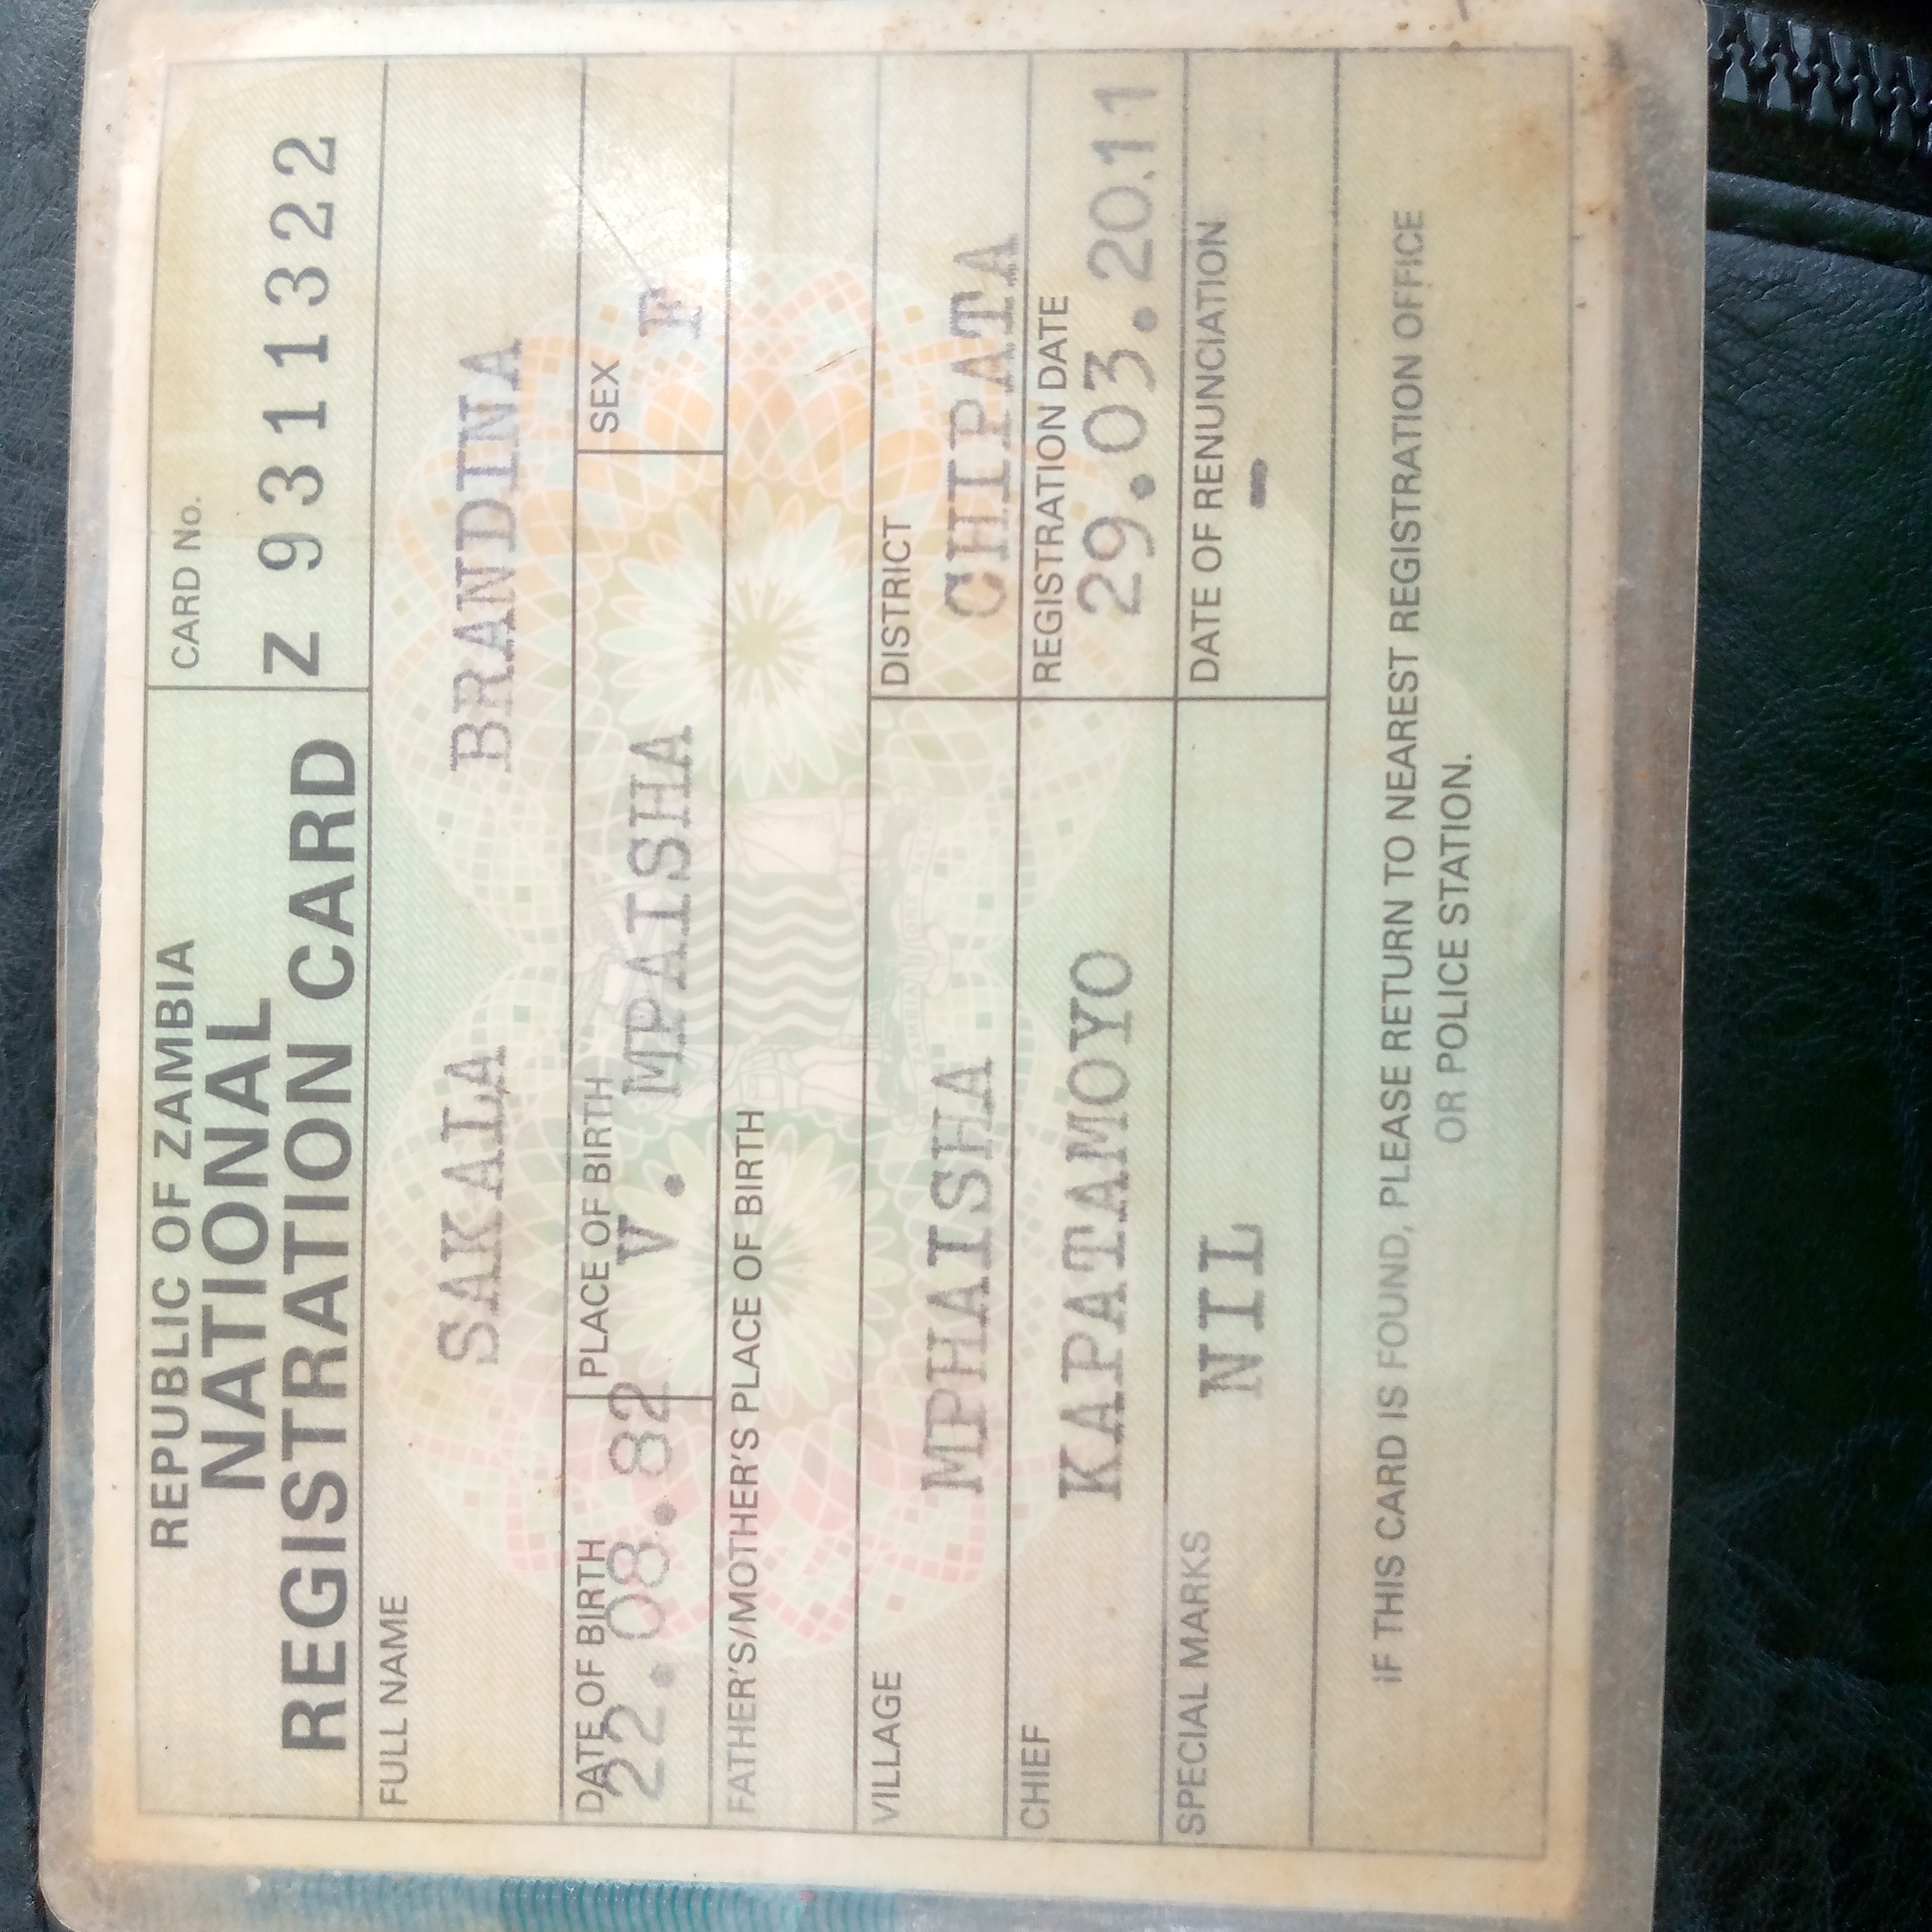 REPUBLIC OF ZAMBIA
NATIONAL
REGISTRATION CARD
CARD No.
Z 931132 2
FULL NAME
SAKALA BRANDINA
DATE OF BIRTH
22.08.82
PLACE OF BIRTH
V. MPAISHA
SEX
F
FATHER'S/MOTHER'S PLACE OF BIRTH
VILLAGE
MPHAISHA
DISTRICT
CHIPATA
CHIEF
KAPATAMOYO
REGISTRATION DATE
29.03.2011
SPECIAL MARKS
NIL
DATE OF RENUNCIATION
-
IF THIS CARD IS FOUND, PLEASE RETURN TO NEAREST REGISTRATION OFFICE
OR POLICE STATION.